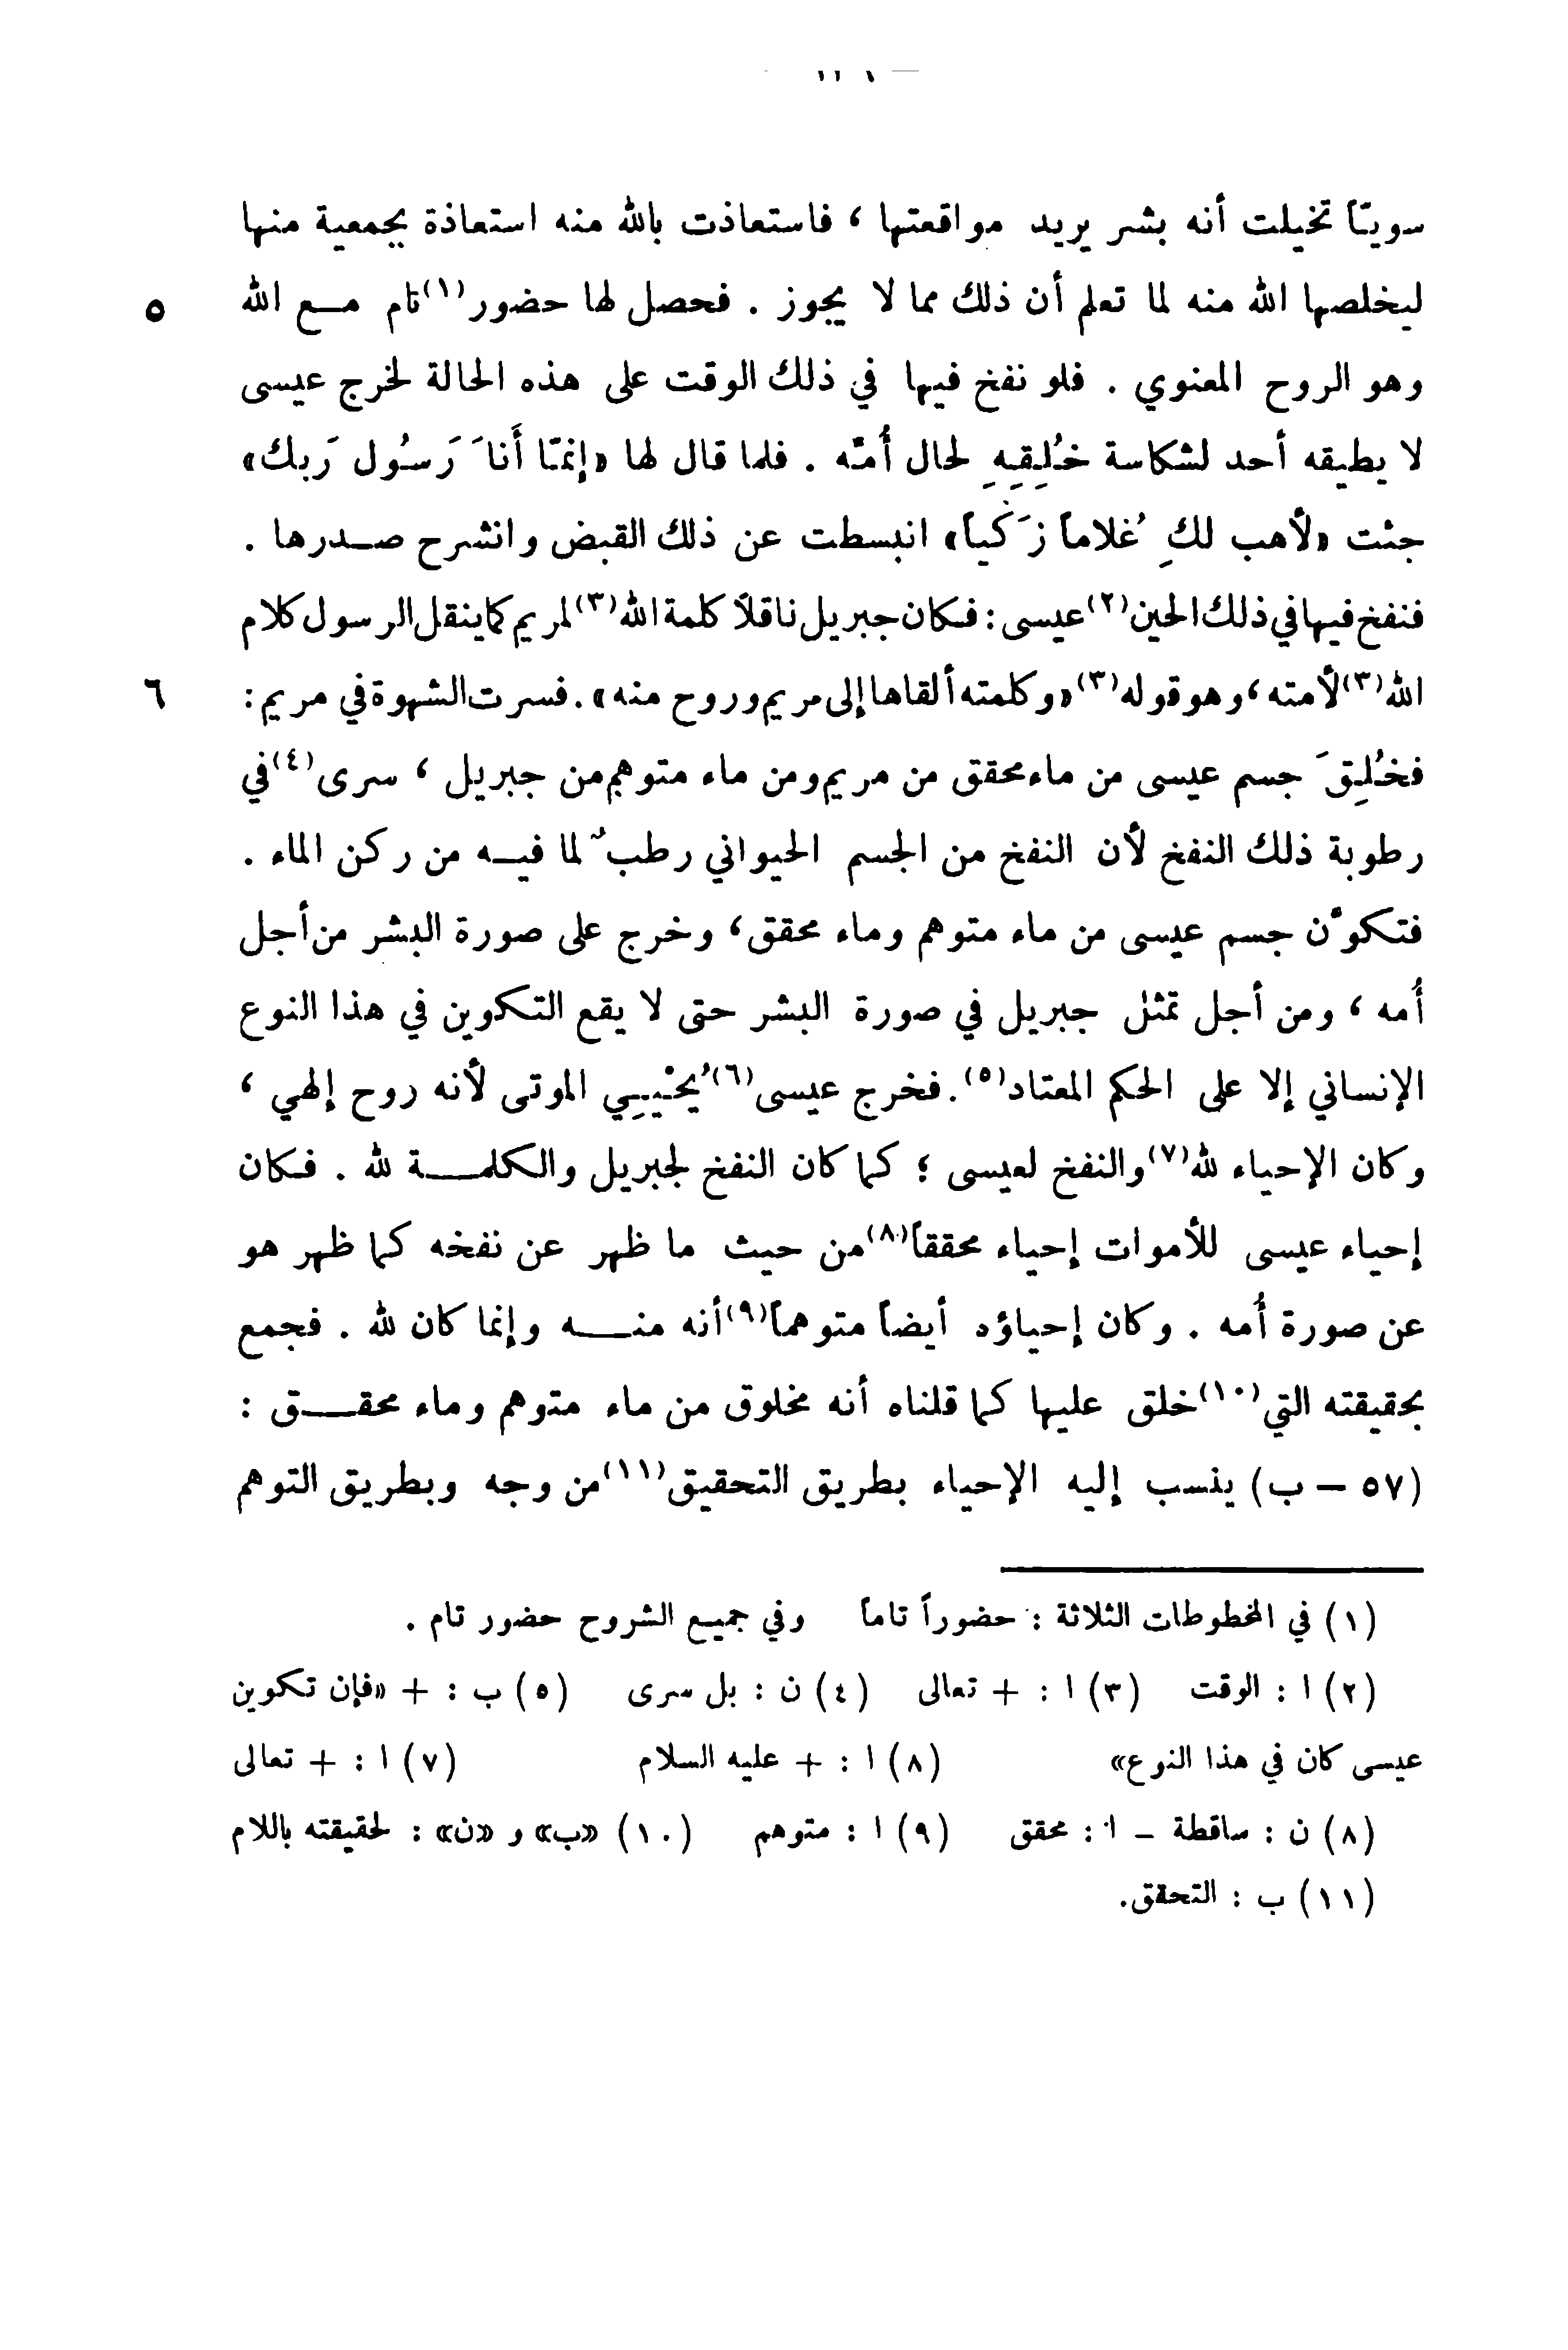 سويًّا تخيلت أنه بشر يريد مواقعتها ، فاستعاذت بالله منه استعاذة بجمعية منها
ليخلصها الله منه لما تعلم أن ذلك مما لا يجوز . فحصل لها حضور(١) تام مع الله ٥
وهو الروح المعنوي . فلو نفخ فيها في ذلك الوقت على هذه الحالة لخرج عيسى
لا يطيقه أحد لشكاسة خُلِقِهِ لحال أُمّه . فلما قال لها «إنمَّا أَنَا رَسُول رَبك»
جئت «لأهب لكِ غُلاماً زَكياً» انبسطت عن ذلك القبض وانشرح صدرها .
فنفخ فيها في ذلك الحين(٢) عيسى : فكان جبريل ناقلًا كلمة الله(٣) لمريم كما ينقل الرسول كلام
الله(٣) لأمته ، وهو قوله(٣) «وكلمته ألقاها إلى مريم وروح منه» . فسرت الشهوة في مريم : ٦
فخُلِقَ جسم عيسى من ماء محقق من مريم ومن ماء متوهم من جبريل ، سرى(٤) في
رطوبة ذلك النفخ لأن النفخ من الجسم الحيواني رطبٌ لما فيه من ركن الماء .
فتكوّن جسم عيسى من ماء متوهم وماء محقق ، وخرج على صورة البشر من أجل
أُمه ، ومن أجل تمثل جبريل في صورة البشر حتى لا يقع التكوين في هذا النوع
الإنساني إلا على الحكم المعتاد(٥) . فخرج عيسى(٦) يُحْيِي الموتى لأنه روح إلهي ،
وكان الإحياء لله(٧) والنفخ لعيسى ؛ كما كان النفخ لجبريل والكلمة لله . فكان
إحياء عيسى للأموات إحياء محققاً(٨) من حيث ما ظهر عن نفخه كما ظهر هو
عن صورة أُمه . وكان إحياؤه أيضاً متوهماً(٩) أنه منه وإنما كان لله . فجمع
بحقيقته التي(١٠) خلق عليها كما قلناه أنه مخلوق من ماء متوهم وماء محقق :
(٥٧ – ب) ينسب إليه الإحياء بطريق التحقيق(١١) من وجه وبطريق التوهم
(١) في المخطوطات الثلاثة : حضوراً تاماً وفي جميع الشروح حضور تام .
(٢) ا : الوقت (٣) ا : + تعالى (٤) ن : بل سرى (٥) ب : + «فإن تكوين
عيسى كان في هذا النوع» (٨) ا : + عليه السلام (٧) ا : + تعالى
(٨) ن : ساقطة – ا : محقق (٩) ا : متوهم (١٠) «ب» و «ن» : لحقيقته باللام
(١١) ب : التحقق.